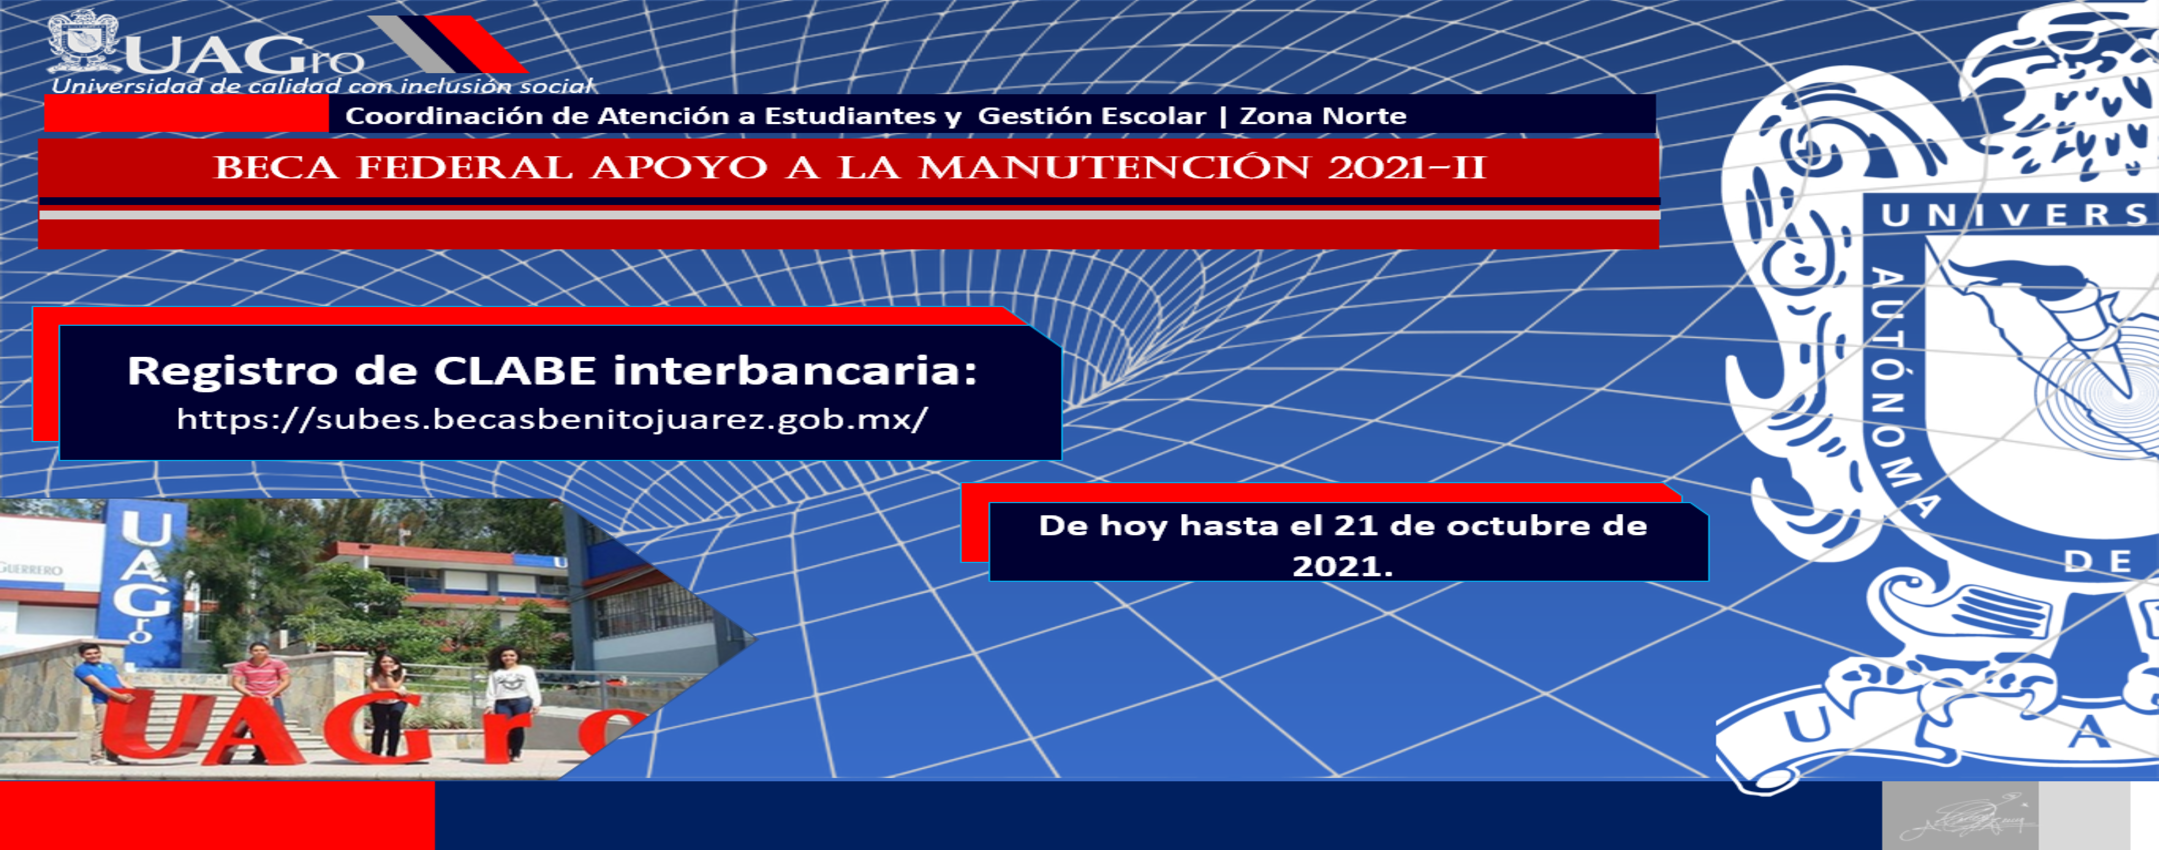 UAGro
Universidad de calidad con inclusión social
Coordinación de Atención a Estudiantes y Gestión Escolar | Zona Norte
BECA FEDERAL APOYO A LA MANUTENCIÓN 2021-II
Registro de CLABE interbancaria:
https://subes.becasbenitojuarez.gob.mx/
De hoy hasta el 21 de octubre de
2021.
UNIVERS
AUTÓNOMA
DE
U A
UAGro
GUERRERO
U
UAGro